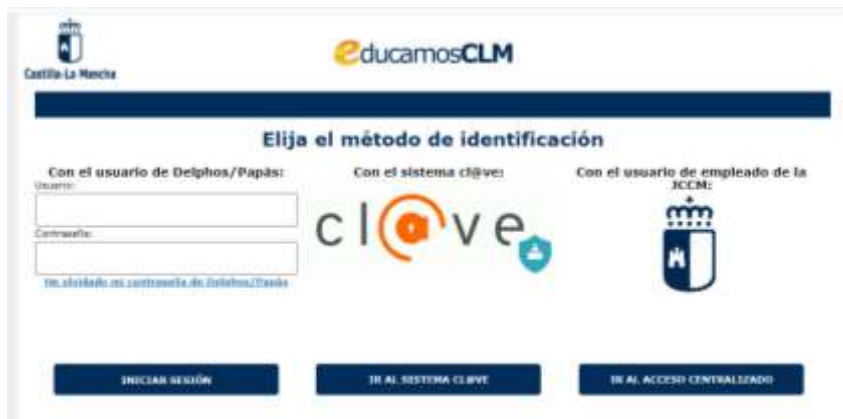 Castilla-La Mancha
educamosCLM
Elija el método de identificación
Con el usuario de Delphos/Papás:
Usuario:
Contraseña:
He olvidado mi contraseña de Delphos/Papás
INICIAR SESIÓN
Con el sistema cl@ve:
cl@ve
IR AL SISTEMA CL@VE
Con el usuario de empleado de la
JCCM:
IR AL ACCESO CENTRALIZADO